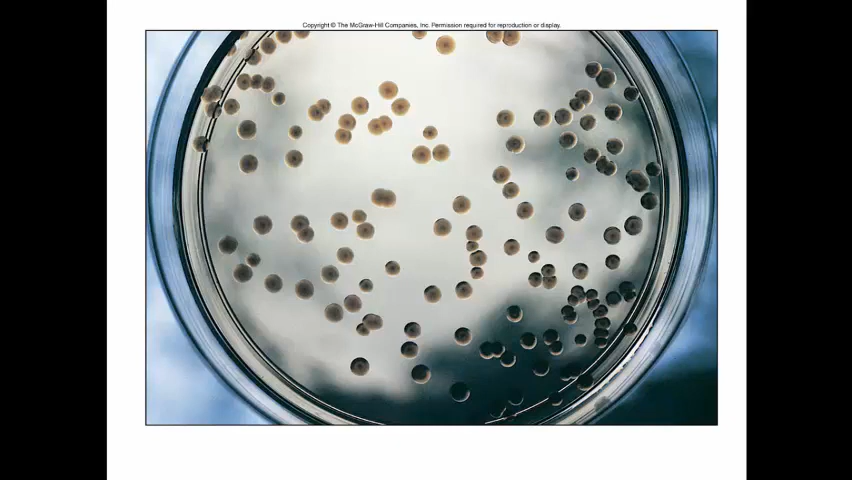 Copyright © The McGraw-Hill Companies, Inc. Permission required for reproduction or display.